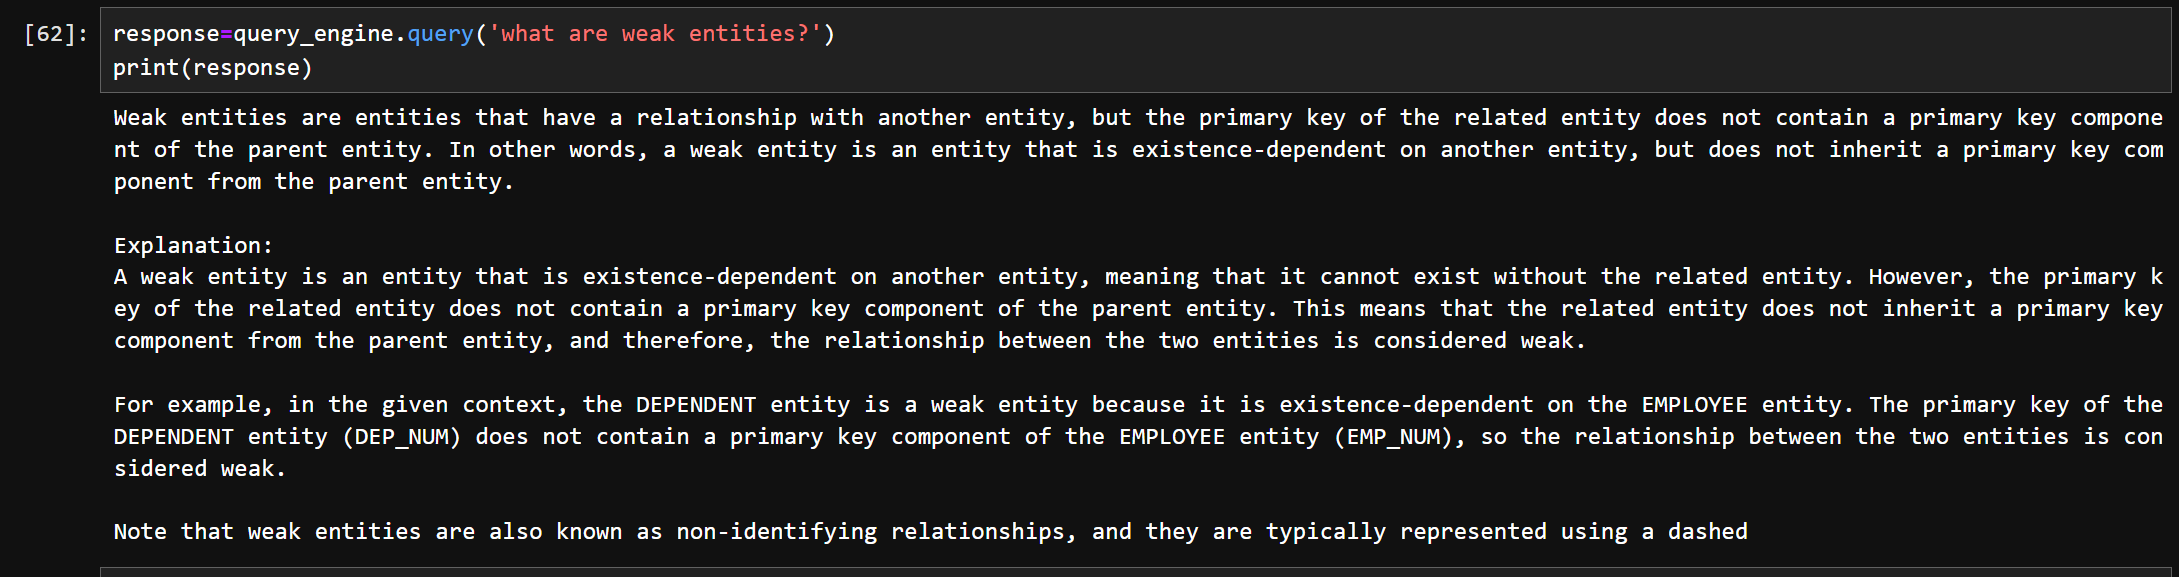 [62]: response=query_engine.query('what are weak entities?')
print(response)
Weak entities are entities that have a relationship with another entity, but the primary key of the related entity does not contain a primary key compone
nt of the parent entity. In other words, a weak entity is an entity that is existence-dependent on another entity, but does not inherit a primary key com
ponent from the parent entity.
Explanation:
A weak entity is an entity that is existence-dependent on another entity, meaning that it cannot exist without the related entity. However, the primary k
ey of the related entity does not contain a primary key component of the parent entity. This means that the related entity does not inherit a primary key
component from the parent entity, and therefore, the relationship between the two entities is considered weak.
For example, in the given context, the DEPENDENT entity is a weak entity because it is existence-dependent on the EMPLOYEE entity. The primary key of the
DEPENDENT entity (DEP_NUM) does not contain a primary key component of the EMPLOYEE entity (EMP_NUM), so the relationship between the two entities is con
sidered weak.
Note that weak entities are also known as non-identifying relationships, and they are typically represented using a dashed